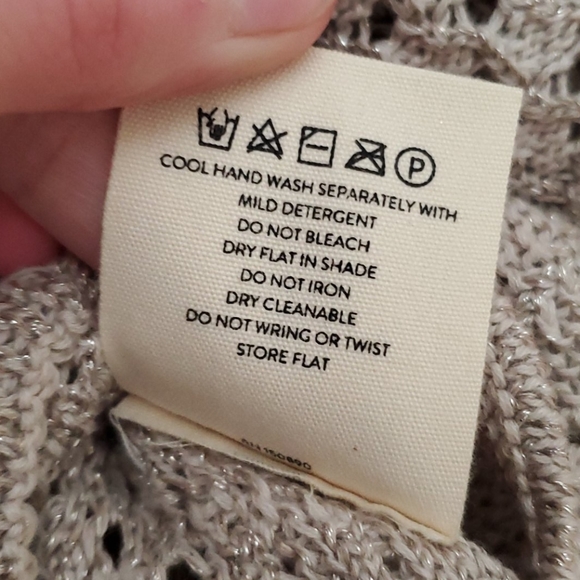 P
COOL HAND WASH SEPARATELY WITH
MILD DETERGENT
DO NOT BLEACH
DRY FLAT IN SHADE
DO NOT IRON
DRY CLEANABLE
DO NOT WRING OR TWIST
STORE FLAT